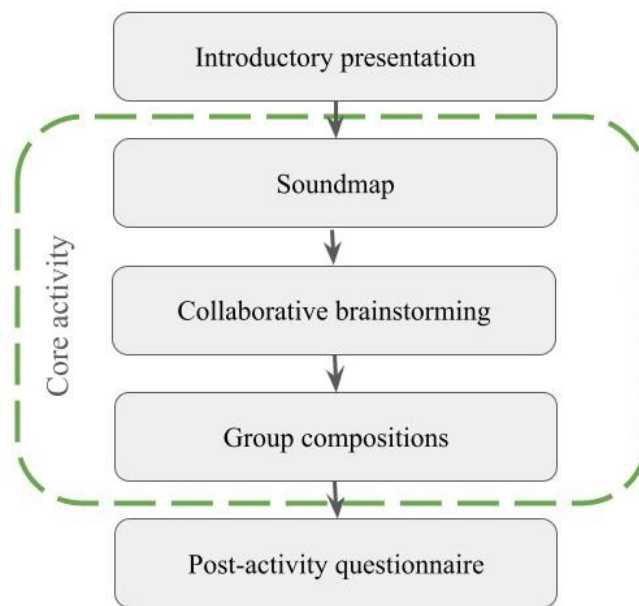 Introductory presentation
Core activity
Soundmap
Collaborative brainstorming
Group compositions
Post-activity questionnaire